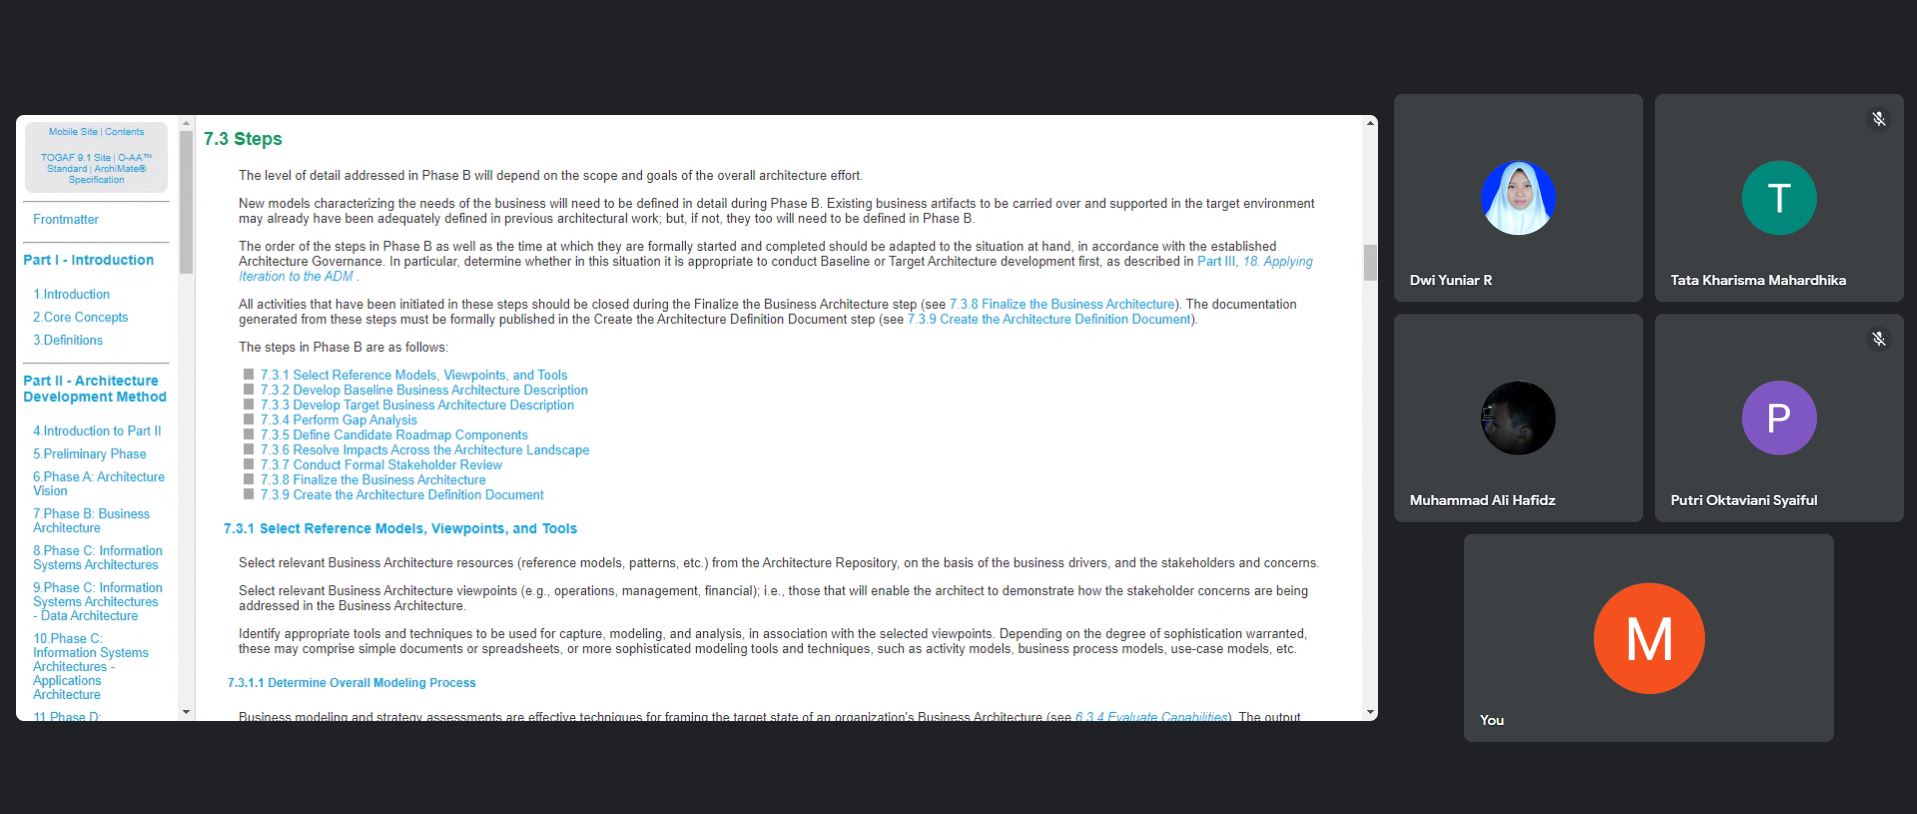 Mobile Site | Contents
TOGAF 9.1 Site | O-AA™
Standard | ArchiMate®
Specification
Frontmatter
Part I - Introduction
1.Introduction
2.Core Concepts
3.Definitions
Part II - Architecture
Development Method
4.Introduction to Part II
5.Preliminary Phase
6.Phase A: Architecture
Vision
7.Phase B: Business
Architecture
8.Phase C: Information
Systems Architectures
9.Phase C: Information
Systems Architectures
- Data Architecture
10.Phase C:
Information Systems
Architectures -
Applications
Architecture
11.Phase D:
7.3 Steps
The level of detail addressed in Phase B will depend on the scope and goals of the overall architecture effort.
New models characterizing the needs of the business will need to be defined in detail during Phase B. Existing business artifacts to be carried over and supported in the target environment
may already have been adequately defined in previous architectural work; but, if not, they too will need to be defined in Phase B.
The order of the steps in Phase B as well as the time at which they are formally started and completed should be adapted to the situation at hand, in accordance with the established
Architecture Governance. In particular, determine whether in this situation it is appropriate to conduct Baseline or Target Architecture development first, as described in Part III, 18. Applying
Iteration to the ADM .
All activities that have been initiated in these steps should be closed during the Finalize the Business Architecture step (see 7.3.8 Finalize the Business Architecture). The documentation
generated from these steps must be formally published in the Create the Architecture Definition Document step (see 7.3.9 Create the Architecture Definition Document).
The steps in Phase B are as follows:
7.3.1 Select Reference Models, Viewpoints, and Tools
7.3.2 Develop Baseline Business Architecture Description
7.3.3 Develop Target Business Architecture Description
7.3.4 Perform Gap Analysis
7.3.5 Define Candidate Roadmap Components
7.3.6 Resolve Impacts Across the Architecture Landscape
7.3.7 Conduct Formal Stakeholder Review
7.3.8 Finalize the Business Architecture
7.3.9 Create the Architecture Definition Document
7.3.1 Select Reference Models, Viewpoints, and Tools
Select relevant Business Architecture resources (reference models, patterns, etc.) from the Architecture Repository, on the basis of the business drivers, and the stakeholders and concerns.
Select relevant Business Architecture viewpoints (e.g., operations, management, financial); i.e., those that will enable the architect to demonstrate how the stakeholder concerns are being
addressed in the Business Architecture.
Identify appropriate tools and techniques to be used for capture, modeling, and analysis, in association with the selected viewpoints. Depending on the degree of sophistication warranted,
these may comprise simple documents or spreadsheets, or more sophisticated modeling tools and techniques, such as activity models, business process models, use-case models, etc.
7.3.1.1 Determine Overall Modeling Process
Business modeling and strategy assessments are effective techniques for framing the target state of an organization's Business Architecture (see 6.3.4 Evaluate Capabilities). The output
Dwi Yuniar R
T
Tata Kharisma Mahardhika
Muhammad Ali Hafidz
P
Putri Oktaviani Syaiful
M
You